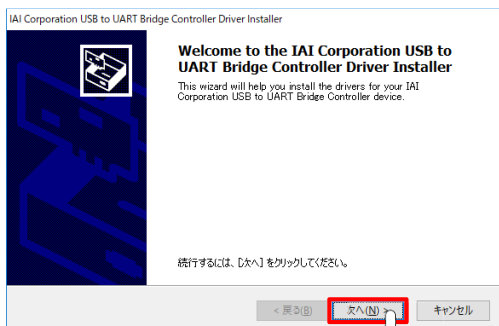 IAI Corporation USB to UART Bridge Controller Driver Installer
Welcome to the IAI Corporation USB to
UART Bridge Controller Driver Installer
This wizard will help you install the drivers for your IAI
Corporation USB to UART Bridge Controller device.
続行するには、[次へ] をクリックしてください。
< 戻る(B)
次へ(N) >
キャンセル